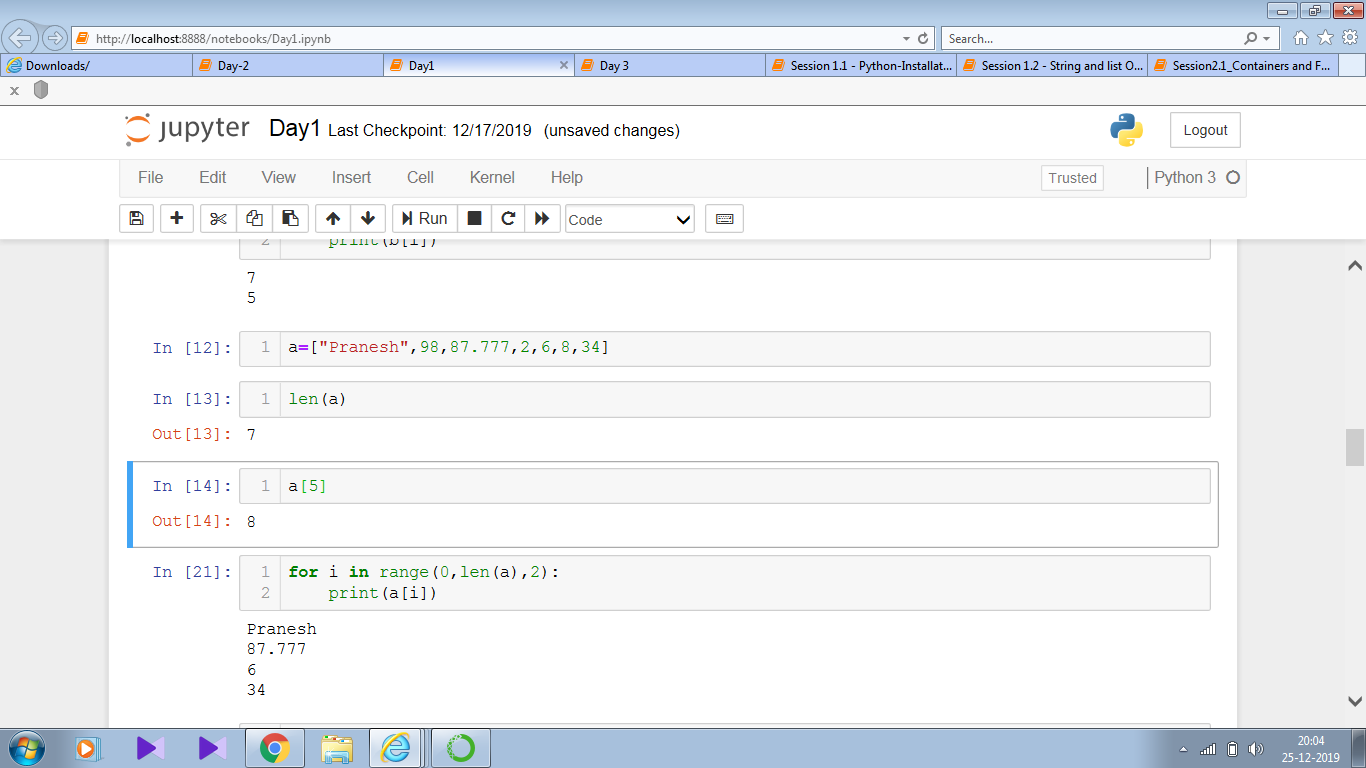 http://localhost:8888/notebooks/Day1.ipynb
Search...
Downloads/
Day-2
Day1
Day 3
Session 1.1 - Python-Installat...
Session 1.2 - String and list O...
Session2.1_Containers and F...
x
jupyter Day1 Last Checkpoint: 12/17/2019 (unsaved changes)
Logout
File Edit View Insert Cell Kernel Help
Trusted
Python 3
Run
Code
2 print(b[i])
7
5
In [12]: 1 a=["Pranesh",98,87.777,2,6,8,34]
In [13]: 1 len(a)
Out[13]: 7
In [14]: 1 a[5]
Out[14]: 8
In [21]: 1 for i in range(0,len(a),2):
2 print(a[i])
Pranesh
87.777
6
34
20:04
25-12-2019